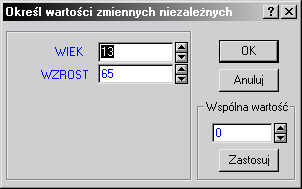 Określ wartości zmiennych niezależnych
WIEK 13
WZROST 65
OK
Anuluj
Wspólna wartość
0
Zastosuj